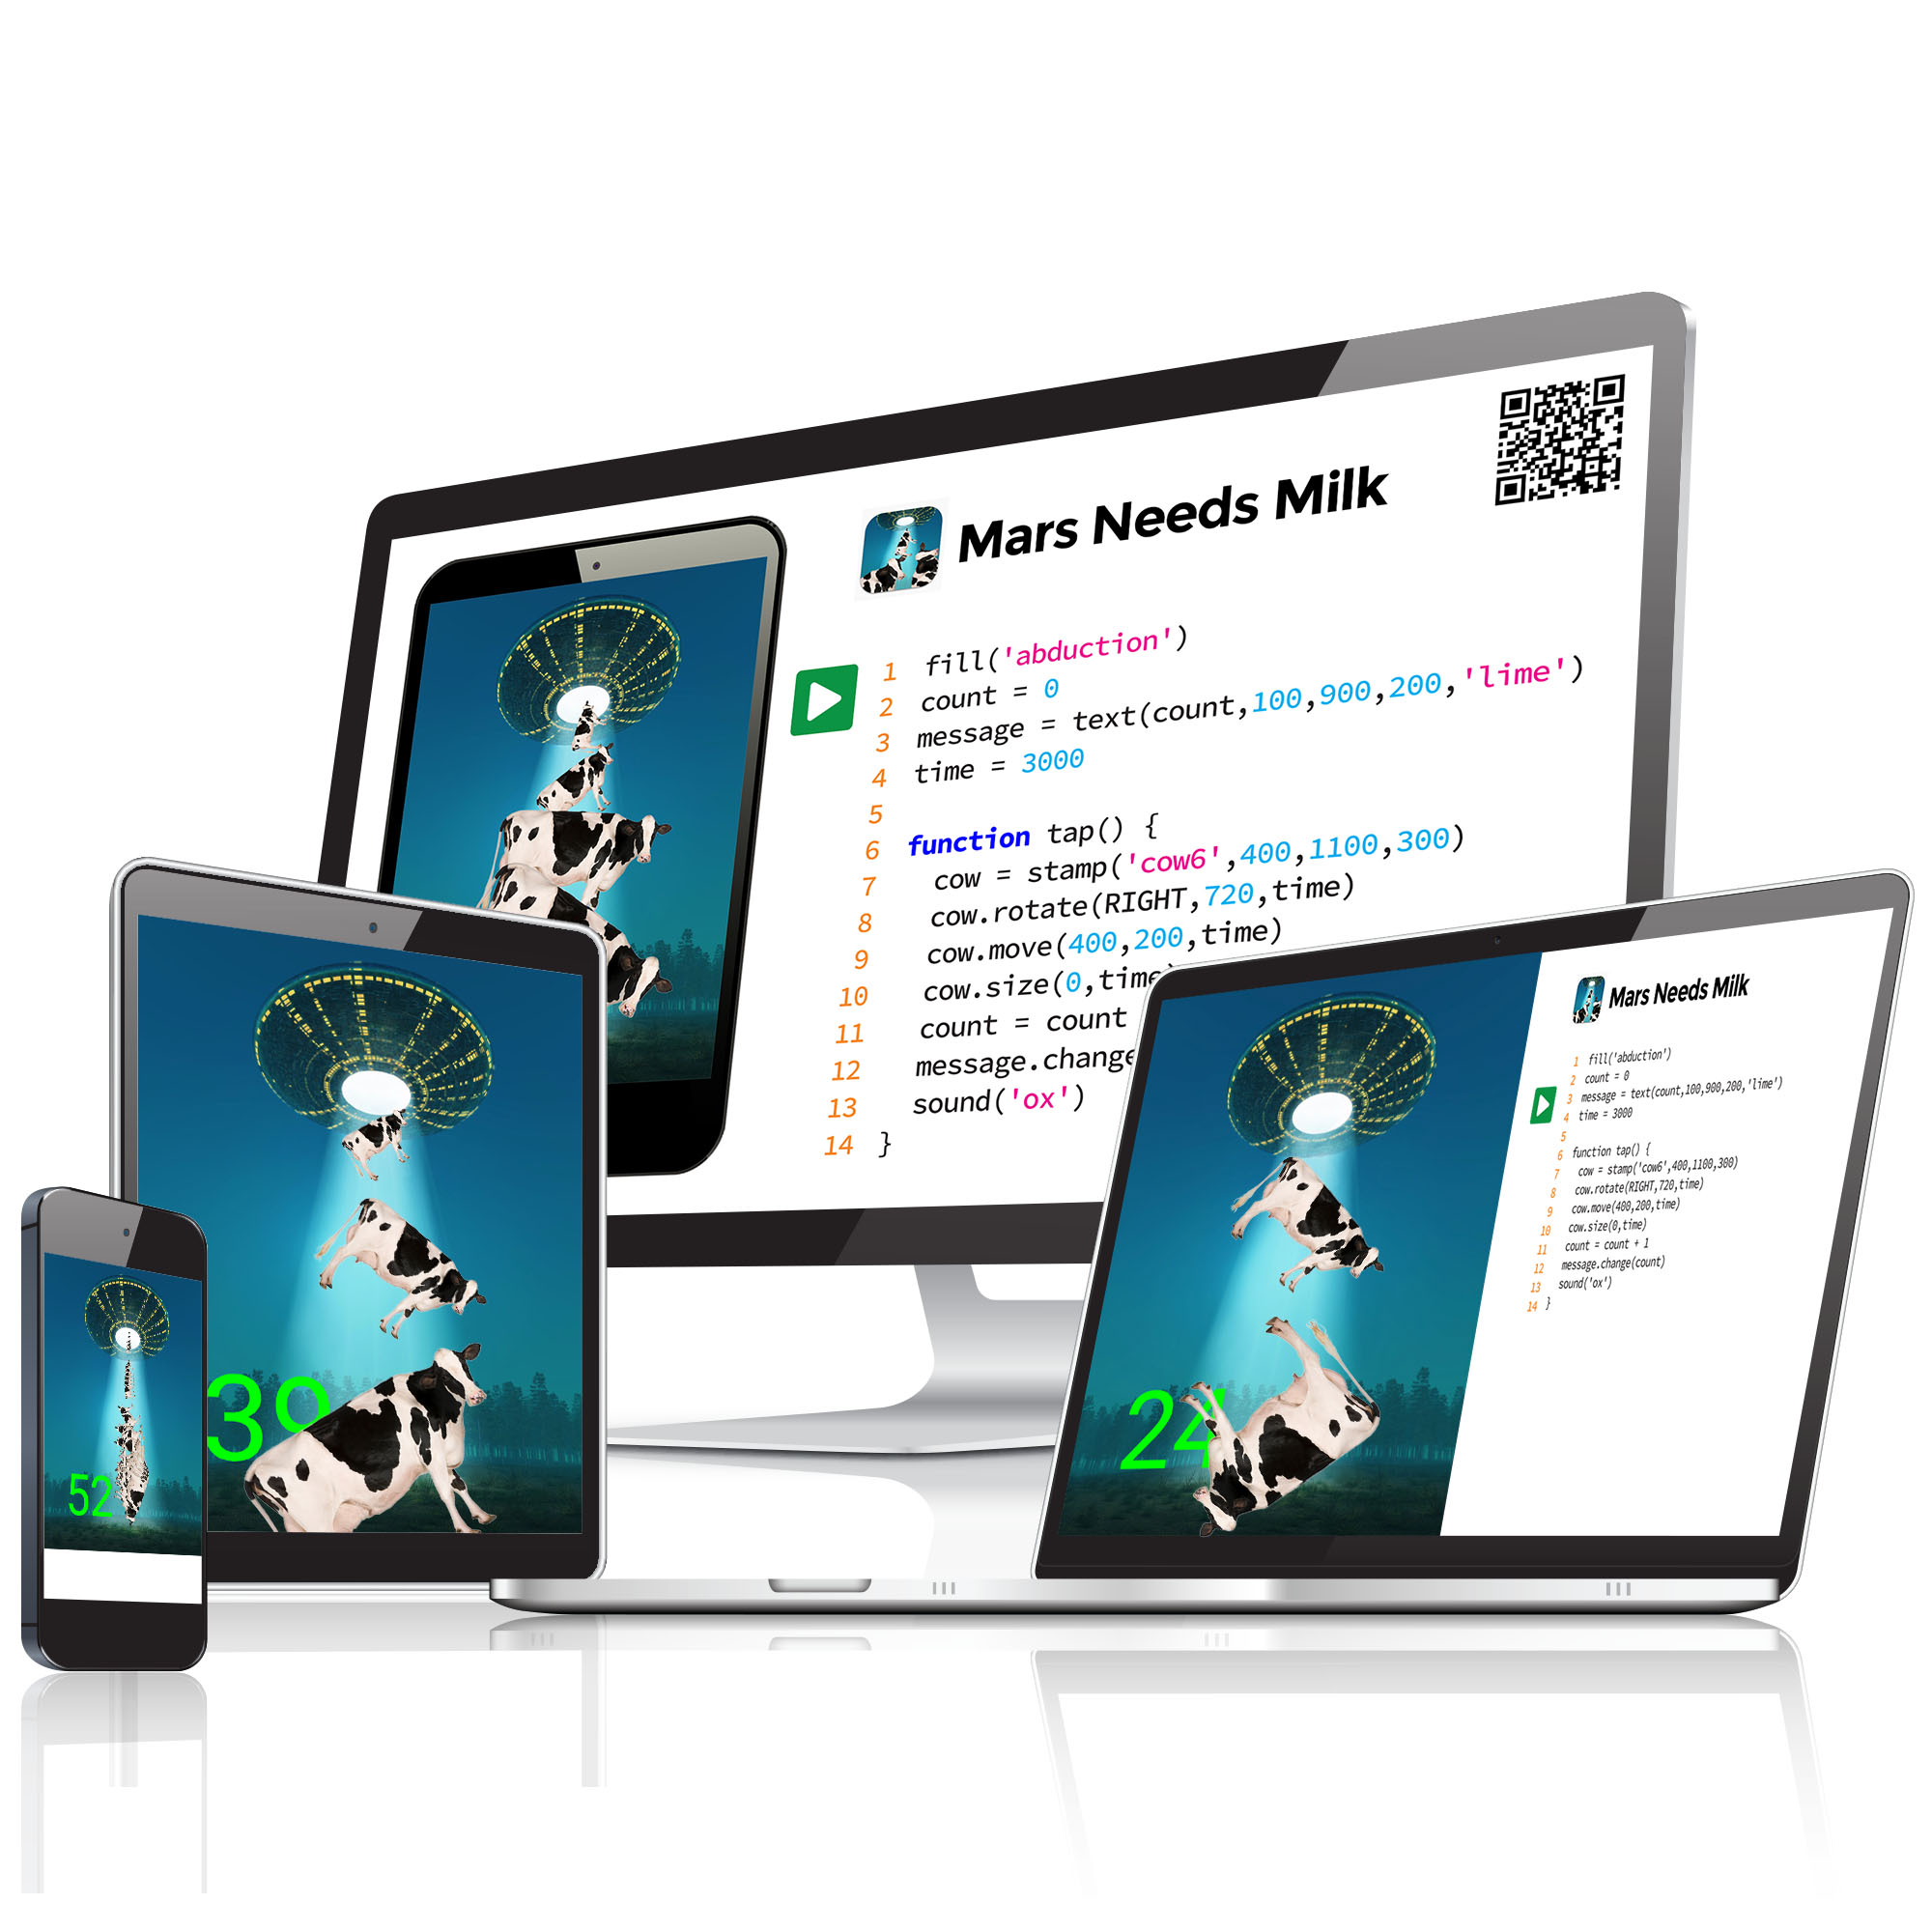 Mars Needs Milk
1 fill('abduction')
2 count = 0
3 message = text(count,100,900,200,'lime')
4 time = 3000
5
6 function tap() {
7 cow = stamp('cow6',400,1100,300)
8 cow.rotate(RIGHT,720,time)
9 cow.move(400,200,time)
10 cow.size(0,time)
11 count = count
12 message.change
13 sound('ox')
14 }
39
52
24
Mars Needs Milk
1 fill('abduction')
2 count = 0
3 message = text(count,100,900,200,'lime')
4 time = 3000
5
6 function tap() {
7 cow = stamp('cow6',400,1100,300)
8 cow.rotate(RIGHT,720,time)
9 cow.move(400,200,time)
10 cow.size(0,time)
11 count = count + 1
12 message.change(count)
13 sound('ox')
14 }